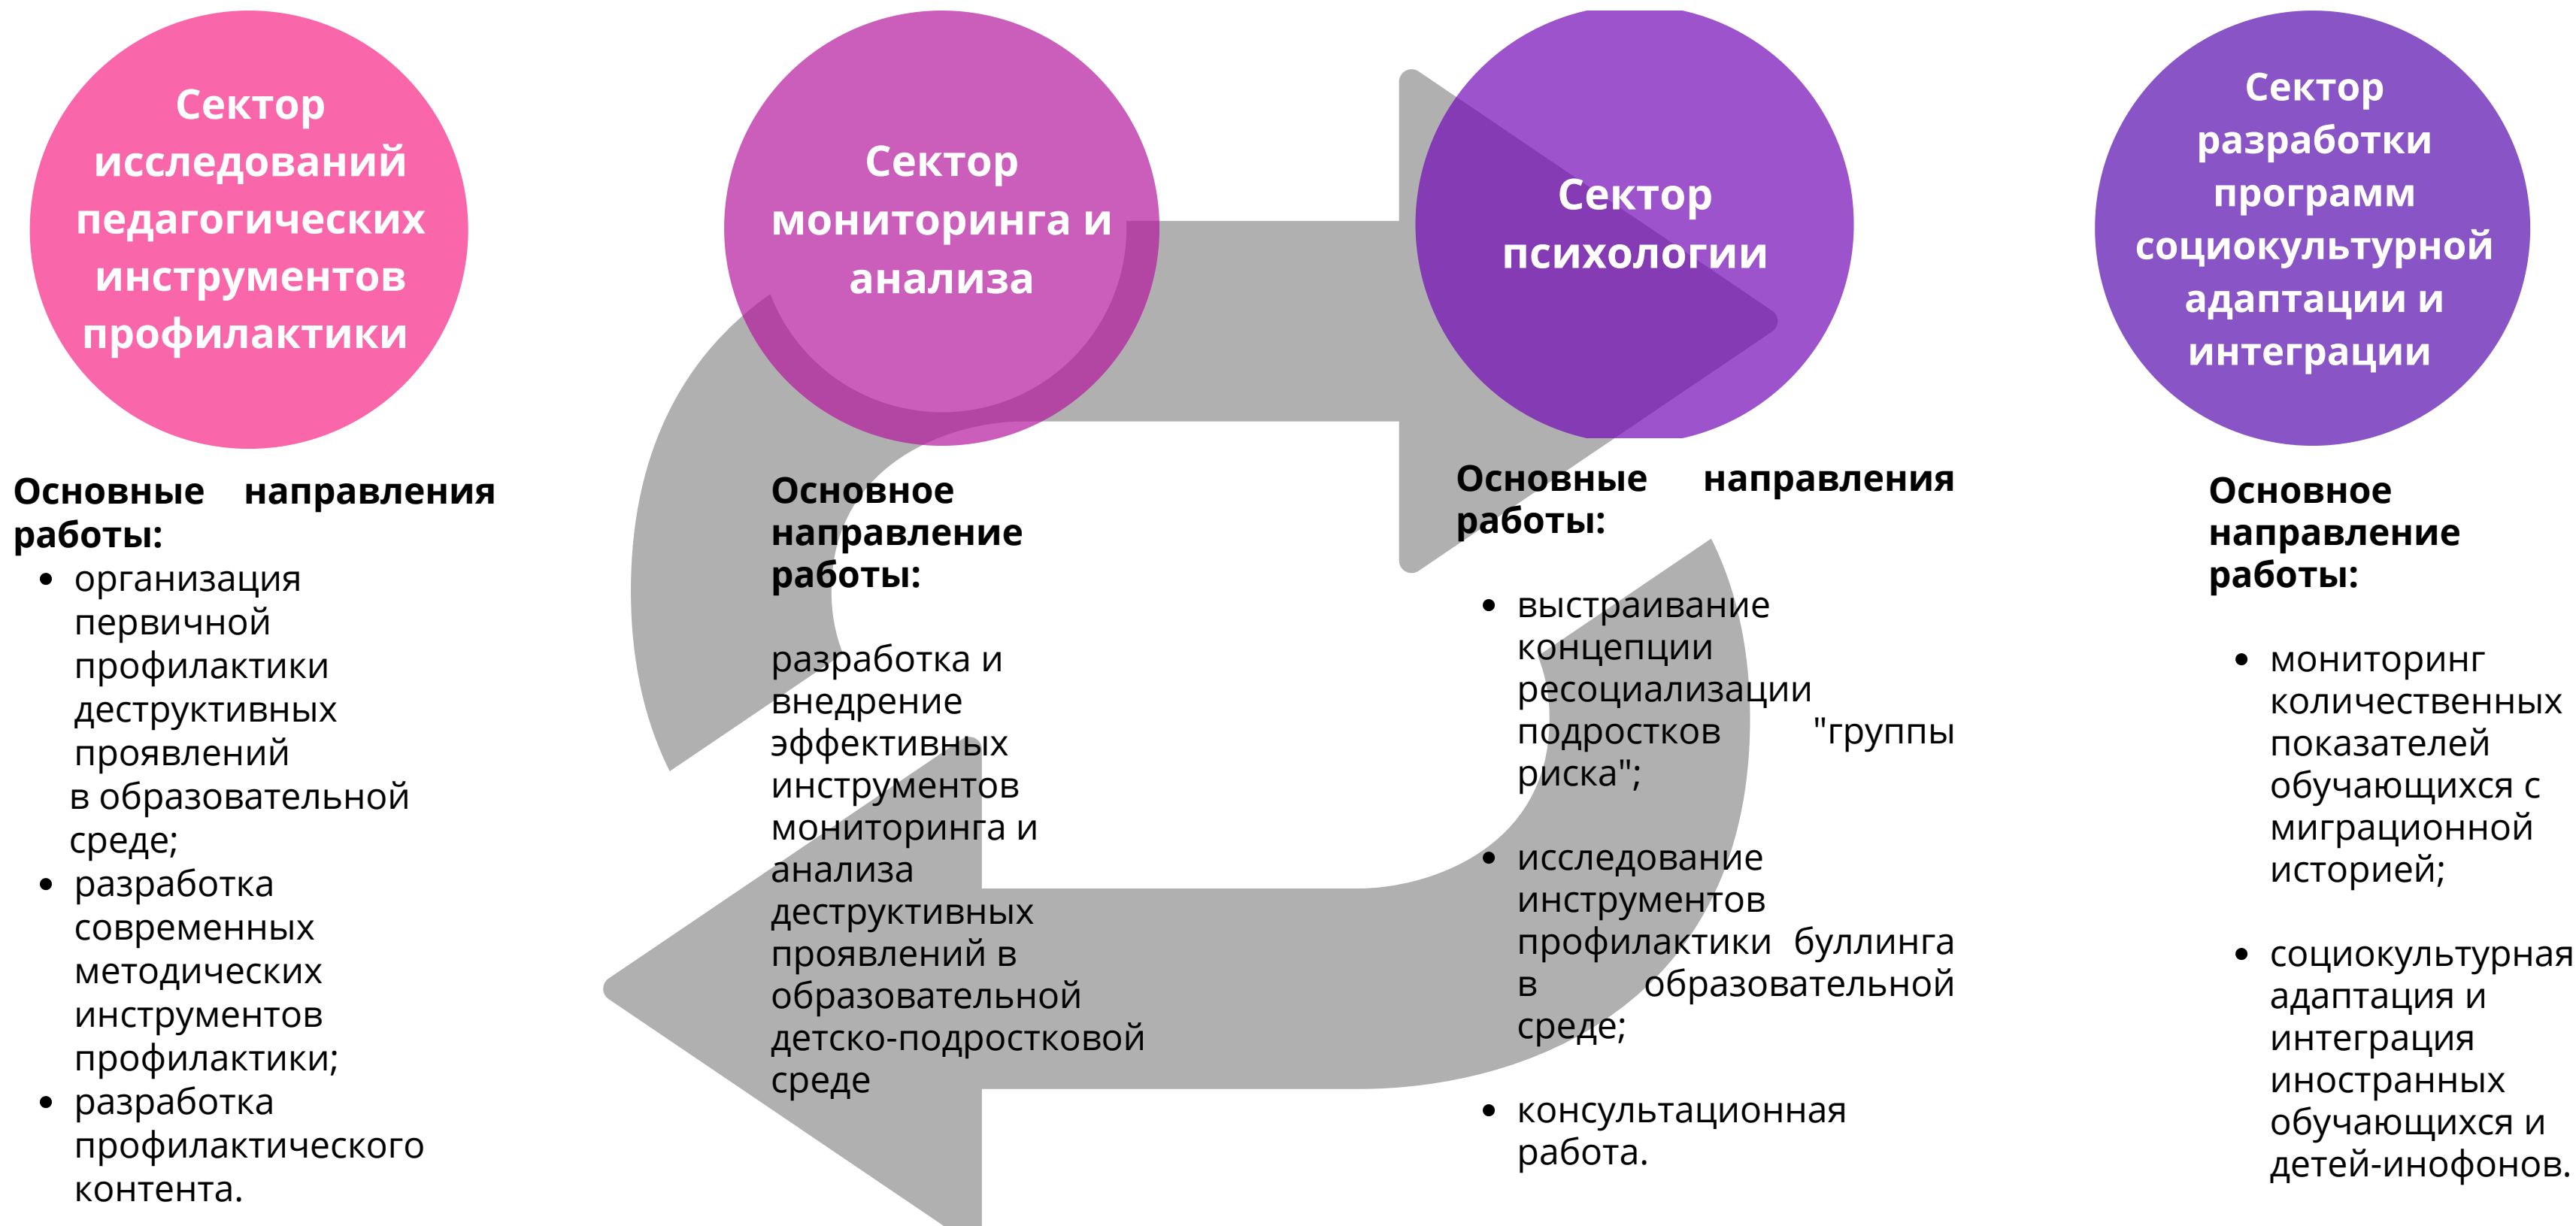 Сектор
исследований
педагогических
инструментов
профилактики
Основные направления
работы:
• организация
первичной
профилактики
деструктивных
проявлений
в образовательной
среде;
• разработка
современных
методических
инструментов
профилактики;
• разработка
профилактического
контента.
Сектор
мониторинга и
анализа
Основное
направление
работы:
разработка и
внедрение
эффективных
инструментов
мониторинга и
анализа
деструктивных
проявлений в
образовательной
детско-подростковой
среде
Сектор
психологии
Основные направления
работы:
• выстраивание
концепции
ресоциализации
подростков "группы
риска";
• исследование
инструментов
профилактики буллинга
в образовательной
среде;
• консультационная
работа.
Сектор
разработки
программ
социокультурной
адаптации и
интеграции
Основное
направление
работы:
• мониторинг
количественных
показателей
обучающихся с
миграционной
историей;
• социокультурная
адаптация и
интеграция
иностранных
обучающихся и
детей-инофонов.